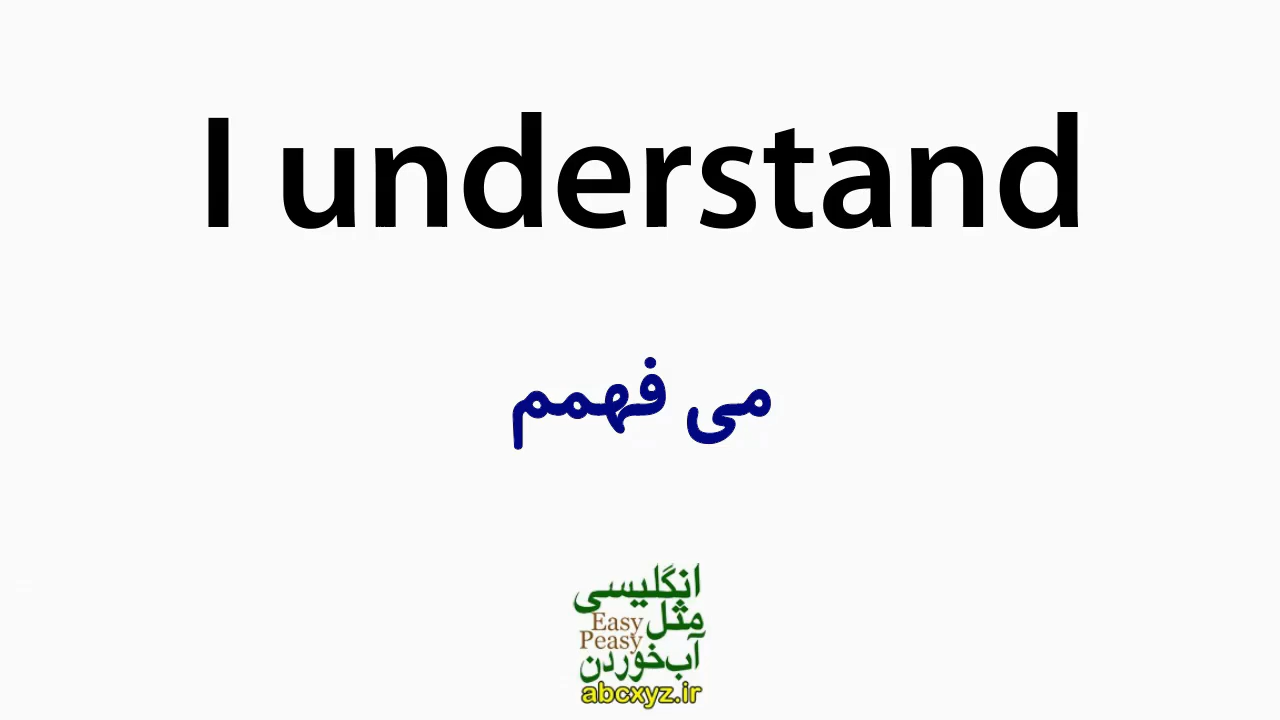 I understand
می فهمم
انگلیسی
مثل
Easy
Peasy
آب‌خوردن
abcxyz.ir